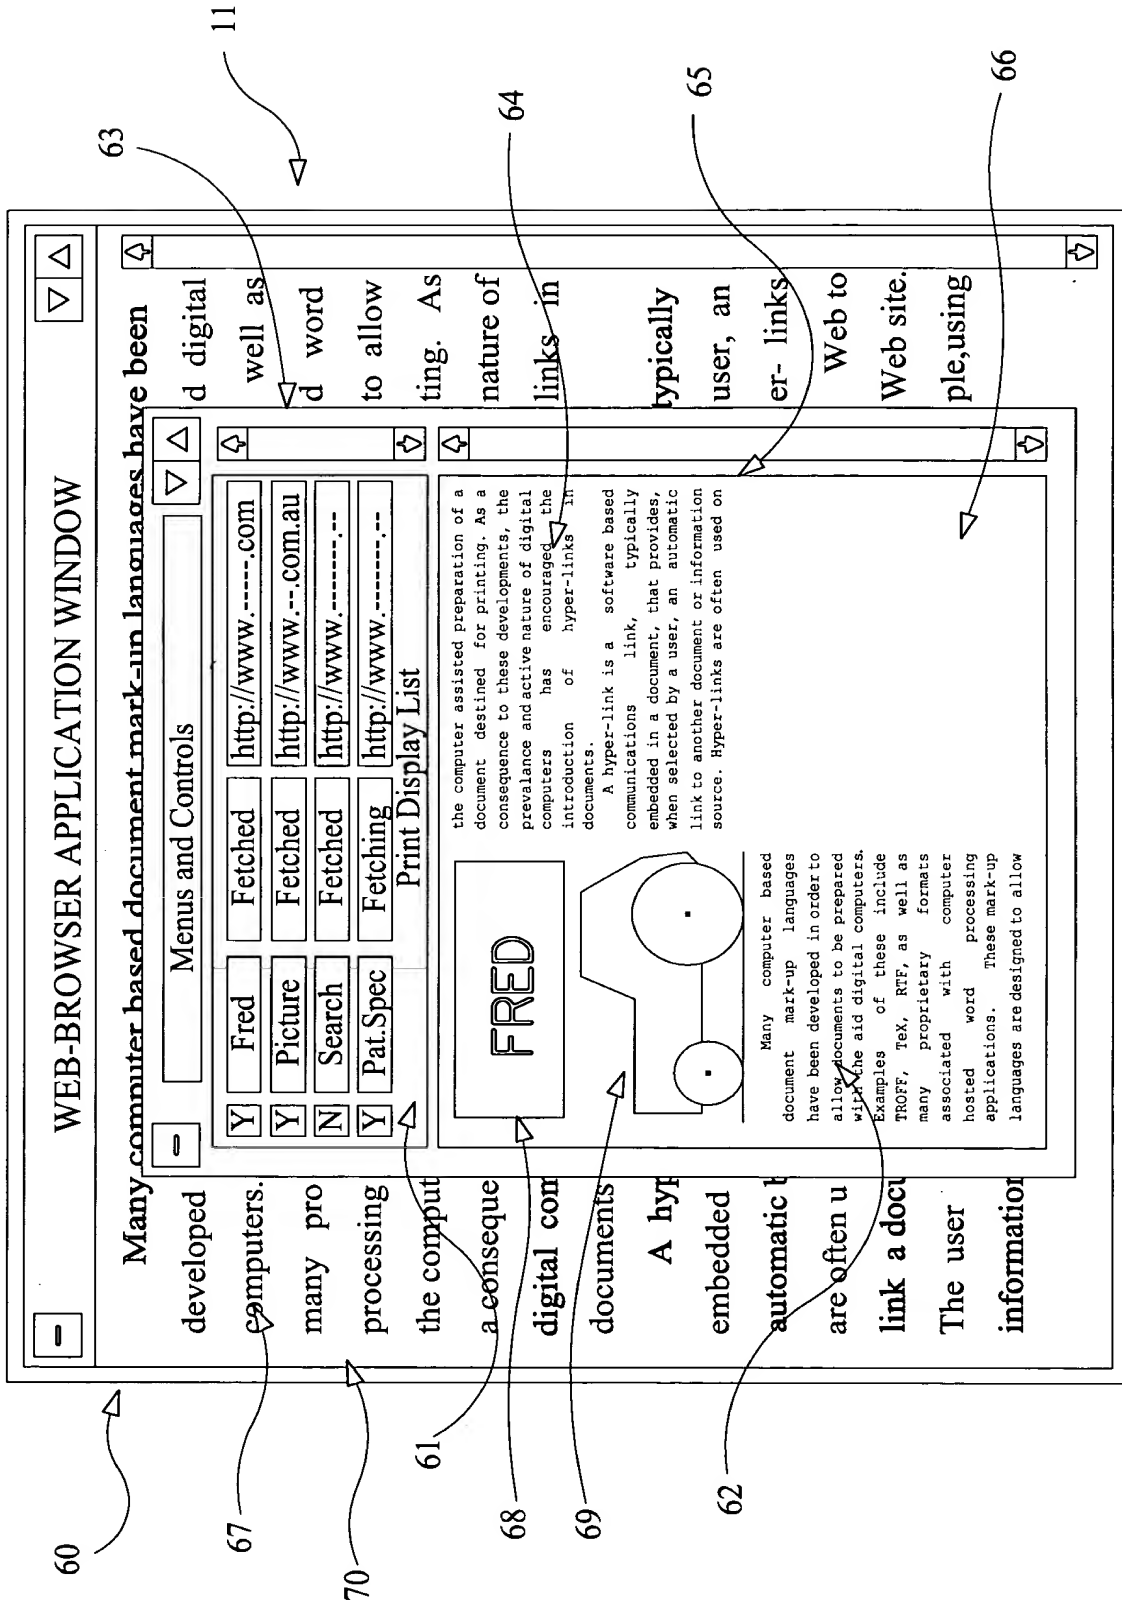 WEB-BROWSER APPLICATION WINDOW
Many computer based document mark-up languages have been
developed
d digital
computers.
well as
many pro
d word
processing
to allow
the comput
ting. As
a conseque
nature of
digital com
links in
documents
A hyp
typically
embedded
user, an
automatic
er- links
are often u
Web to
link a docu
Web site.
The user
ple,using
information
Menus and Controls
Y Fred Fetched http://www.-----.com
Y Picture Fetched http://www.--.com.au
N Search Fetched http://www.-------.--
Y Pat.Spec Fetching http://www.-------.--
Print Display List
FRED
Many computer based
document mark-up languages
have been developed in order to
allow documents to be prepared
with the aid digital computers.
Examples of these include
TROFF, TeX, RTF, as well as
many proprietary formats
associated with computer
hosted word processing
applications. These mark-up
languages are designed to allow
the computer assisted preparation of a
document destined for printing. As a
consequence to these developments, the
prevalance and active nature of digital
computers has encouraged the
introduction of hyper-links in
documents.
A hyper-link is a software based
communications link, typically
embedded in a document, that provides,
when selected by a user, an automatic
link to another document or information
source. Hyper-links are often used on
60
67
70
61
68
69
62
63
11
64
65
66